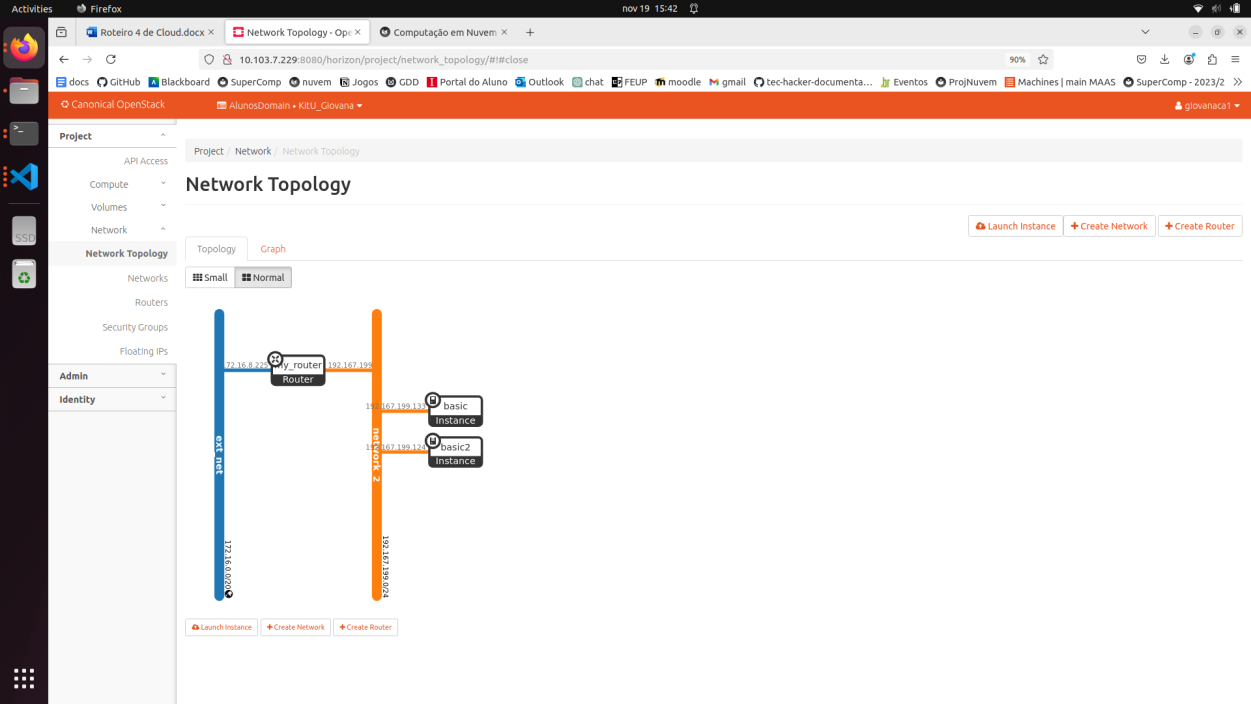 Activities Firefox nov 19 15:42
Roteiro 4 de Cloud.docx × Network Topology - Ope × Computação em Nuvem × +
10.103.7.229:8080/horizon/project/network_topology/#!#close 90%
docs GitHub Blackboard SuperComp nuvem Jogos GDD Portal do Aluno Outlook chat FEUP moodle gmail tec-hacker-documenta... Eventos ProjNuvem Machines | main MAAS SuperComp - 2023/2
Canonical OpenStack AlunosDomain • KitU_Giovana giovanaca1
Project
API Access
Compute
Volumes
Network
Network Topology
Networks
Routers
Security Groups
Floating IPs
Admin
Identity
SSD
Project / Network / Network Topology
Network Topology
Launch Instance + Create Network + Create Router
Topology Graph
Small Normal
72.16.8.225 my_router 192.167.199
Router
192.167.199.133 basic
Instance
192.167.199.124 basic2
Instance
ext_net
network_2
172.16.0.0/20
192.167.199.0/24
Launch Instance + Create Network + Create Router